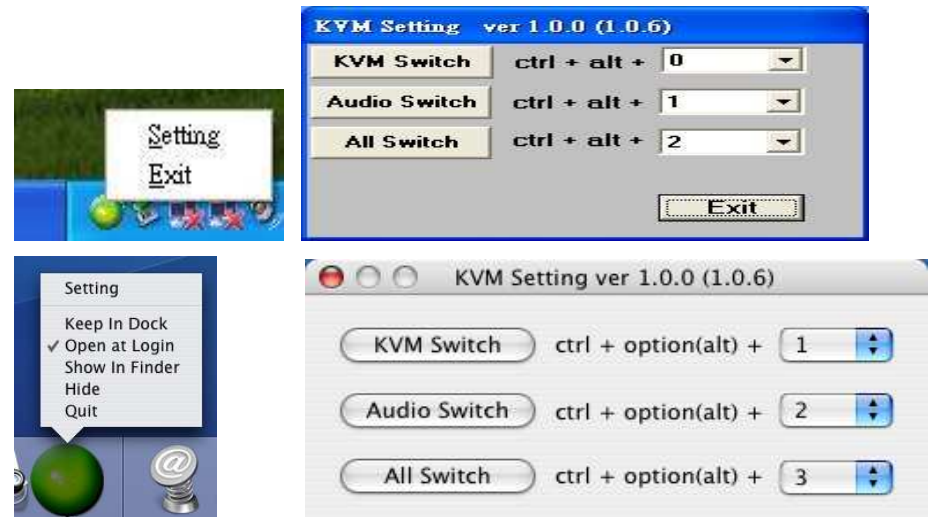 Setting
Exit
KVM Setting ver 1.0.0 (1.0.6)
KVM Switch ctrl + alt + 0
Audio Switch ctrl + alt + 1
All Switch ctrl + alt + 2
Exit
Setting
Keep In Dock
✓ Open at Login
Show In Finder
Hide
Quit
@
KVM Setting ver 1.0.0 (1.0.6)
KVM Switch ctrl + option(alt) + 1
Audio Switch ctrl + option(alt) + 2
All Switch ctrl + option(alt) + 3